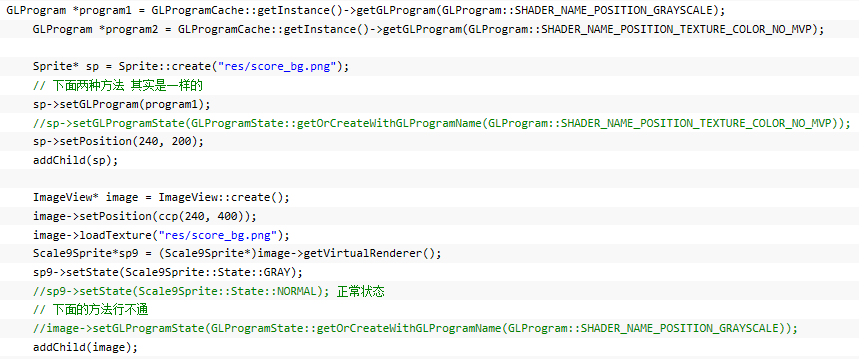 GLProgram *program1 = GLProgramCache::getInstance()->getGLProgram(GLProgram::SHADER_NAME_POSITION_GRAYSCALE);
GLProgram *program2 = GLProgramCache::getInstance()->getGLProgram(GLProgram::SHADER_NAME_POSITION_TEXTURE_COLOR_NO_MVP);
Sprite* sp = Sprite::create("res/score_bg.png");
// 下面两种方法 其实是一样的
sp->setGLProgram(program1);
//sp->setGLProgramState(GLProgramState::getOrCreateWithGLProgramName(GLProgram::SHADER_NAME_POSITION_TEXTURE_COLOR_NO_MVP));
sp->setPosition(240, 200);
addChild(sp);
ImageView* image = ImageView::create();
image->setPosition(ccp(240, 400));
image->loadTexture("res/score_bg.png");
Scale9Sprite*sp9 = (Scale9Sprite*)image->getVirtualRenderer();
sp9->setState(Scale9Sprite::State::GRAY);
//sp9->setState(Scale9Sprite::State::NORMAL); 正常状态
// 下面的方法行不通
//image->setGLProgramState(GLProgramState::getOrCreateWithGLProgramName(GLProgram::SHADER_NAME_POSITION_GRAYSCALE));
addChild(image);